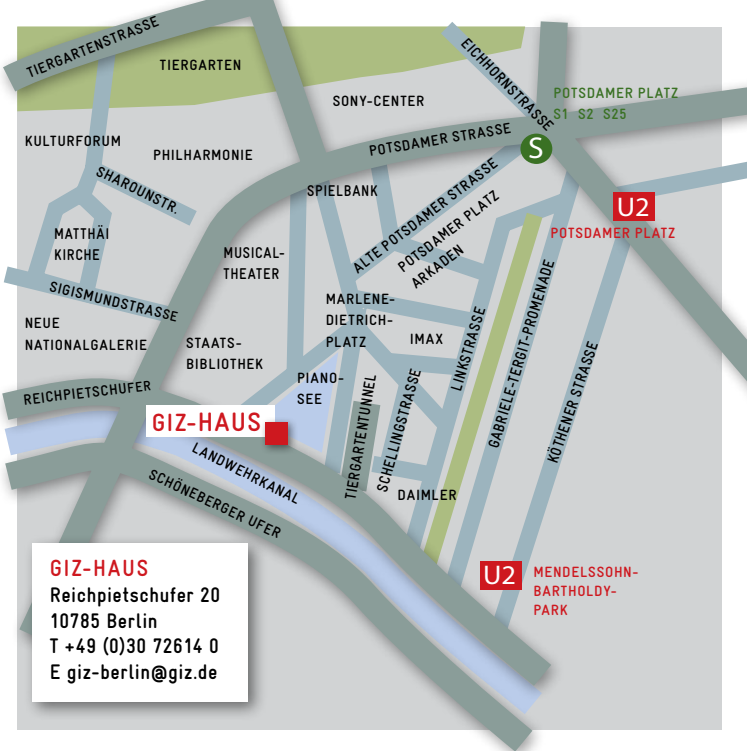 TIERGARTENSTRASSE
TIERGARTEN
EICHHORNSTRASSE
SONY-CENTER
POTSDAMER PLATZ
S1 S2 S25
KULTURFORUM
PHILHARMONIE
POTSDAMER STRASSE
S
SHAROUNSTR.
SPIELBANK
ALTE POTSDAMER STRASSE
POTSDAMER PLATZ
ARKADEN
U2
POTSDAMER PLATZ
MATTHÄI
KIRCHE
MUSICAL-
THEATER
SIGISMUNDSTRASSE
MARLENE-
DIETRICH-
PLATZ
NEUE
NATIONALGALERIE
STAATS-
BIBLIOTHEK
IMAX
LINKSTRASSE
GABRIELE-TERGIT-PROMENADE
KÖTHENER STRASSE
REICHPIETSCHUFER
PIANO-
SEE
TIERGARTENTUNNEL
SCHELLINGSTRASSE
GIZ-HAUS
LANDWEHRKANAL
SCHÖNEBERGER UFER
DAIMLER
U2
MENDELSSOHN-
BARTHOLDY-
PARK
GIZ-HAUS
Reichpietschufer 20
10785 Berlin
T +49 (0)30 72614 0
E giz-berlin@giz.de